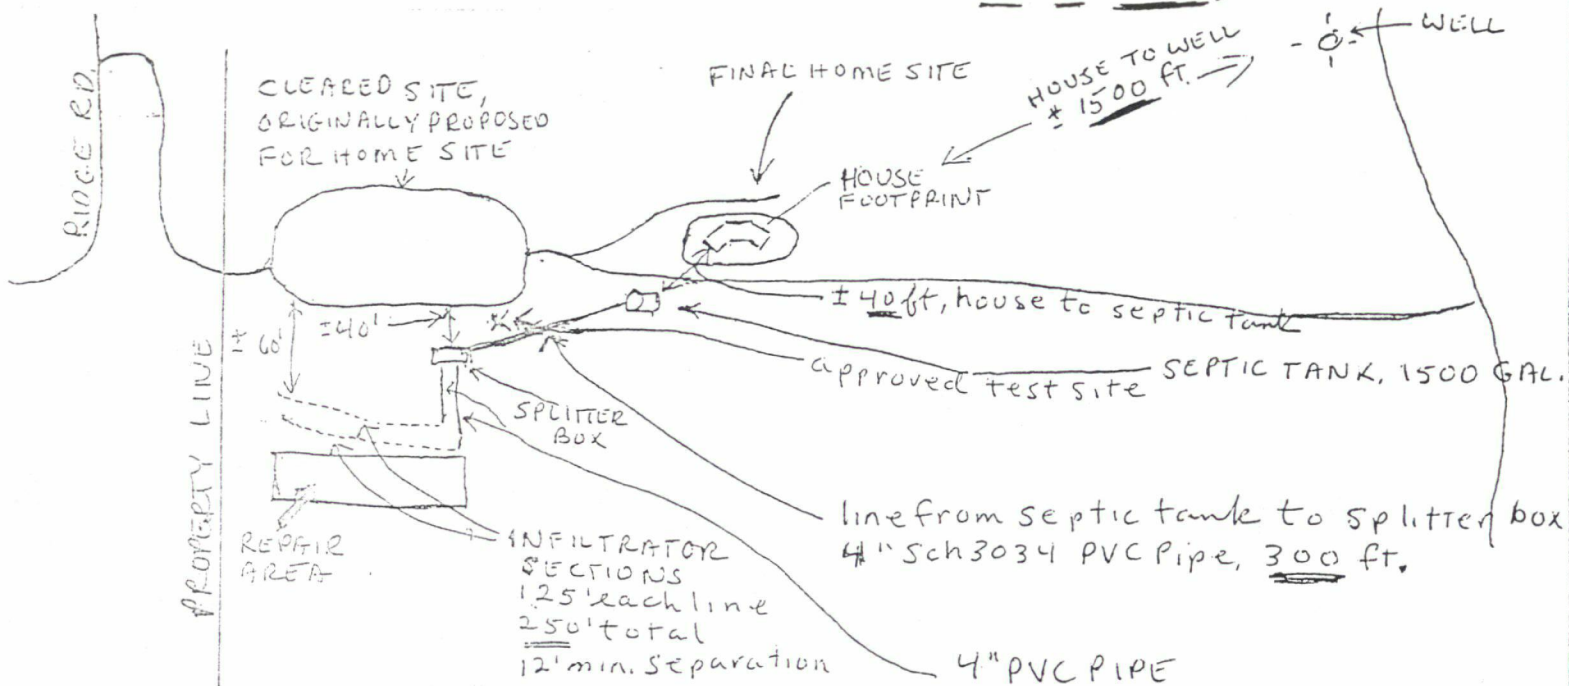 RIDGE RD.
PROPERTY LINE
CLEARED SITE,
ORIGINALLY PROPOSED
FOR HOME SITE
FINAL HOME SITE
HOUSE TO WELL
± 1500 ft.
WELL
HOUSE
FOOTPRINT
± 40 ft, house to septic tank
± 60'
±40'
approved test site
SEPTIC TANK, 1500 GAL.
SPLITTER
BOX
line from septic tank to splitter box
4" Sch3034 PVC Pipe, 300 ft.
REPAIR
AREA
INFILTRATOR
SECTIONS
125' each line
250' total
12' min. separation
4" PVC PIPE